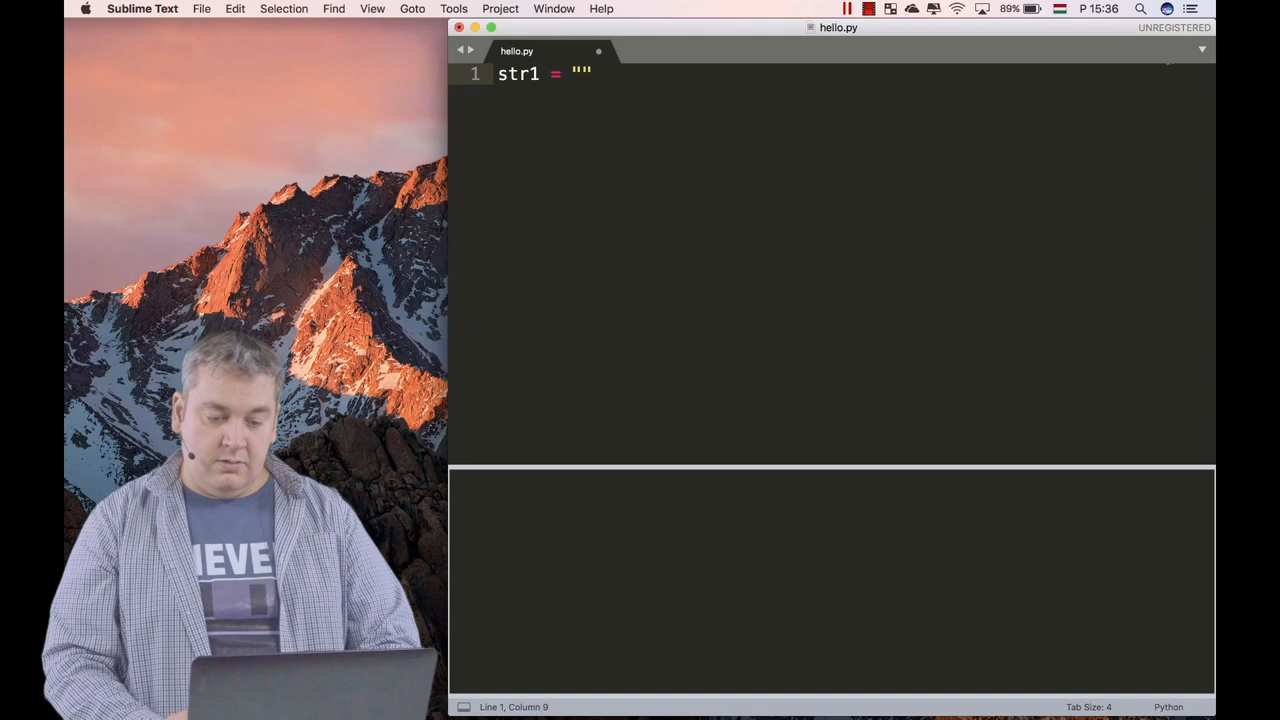 Sublime Text File Edit Selection Find View Goto Tools Project Window Help 89% P 15:36
hello.py UNREGISTERED
hello.py
1 str1 = ""
IEVE
Line 1, Column 9 Tab Size: 4 Python